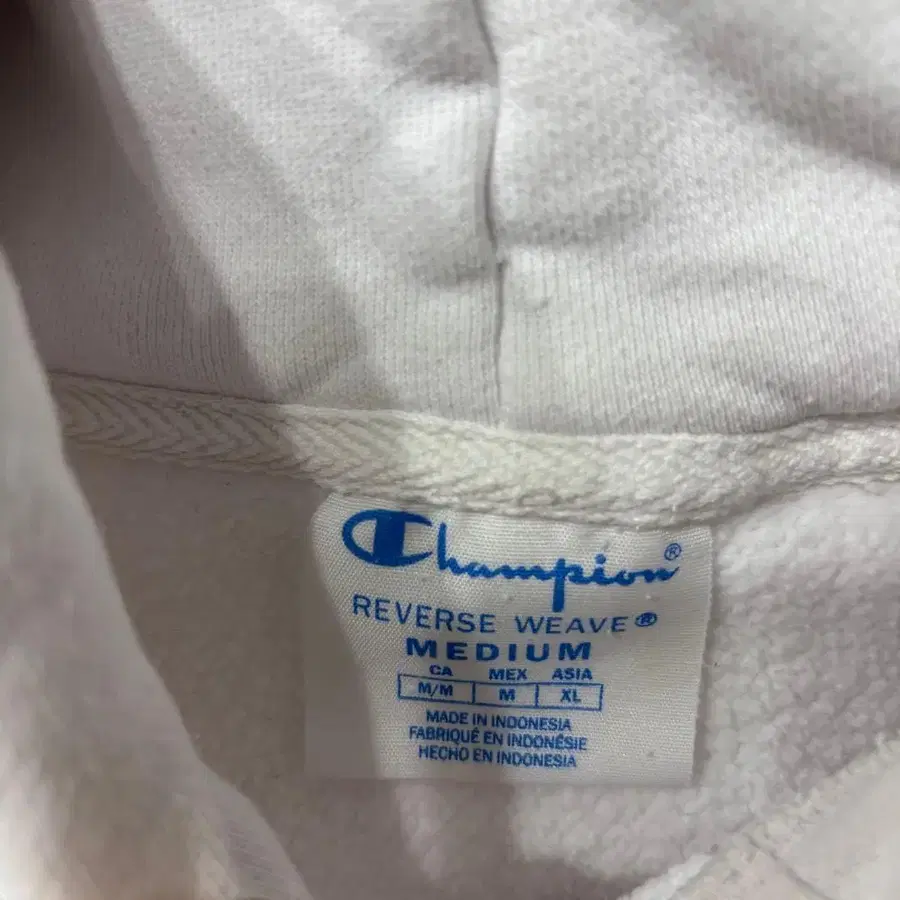 Champion®
REVERSE WEAVE®
MEDIUM
CA MEX ASIA
M/M M XL
MADE IN INDONESIA
FABRIQUÉ EN INDONÉSIE
HECHO EN INDONESIA